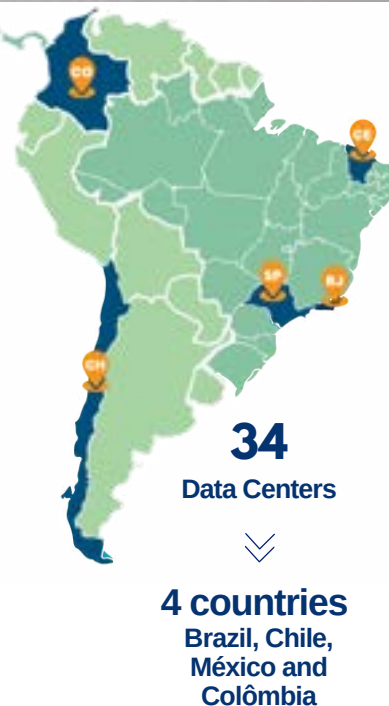 CO
CE
SP
RJ
CH
34
Data Centers
4 countries
Brazil, Chile,
México and
Colômbia